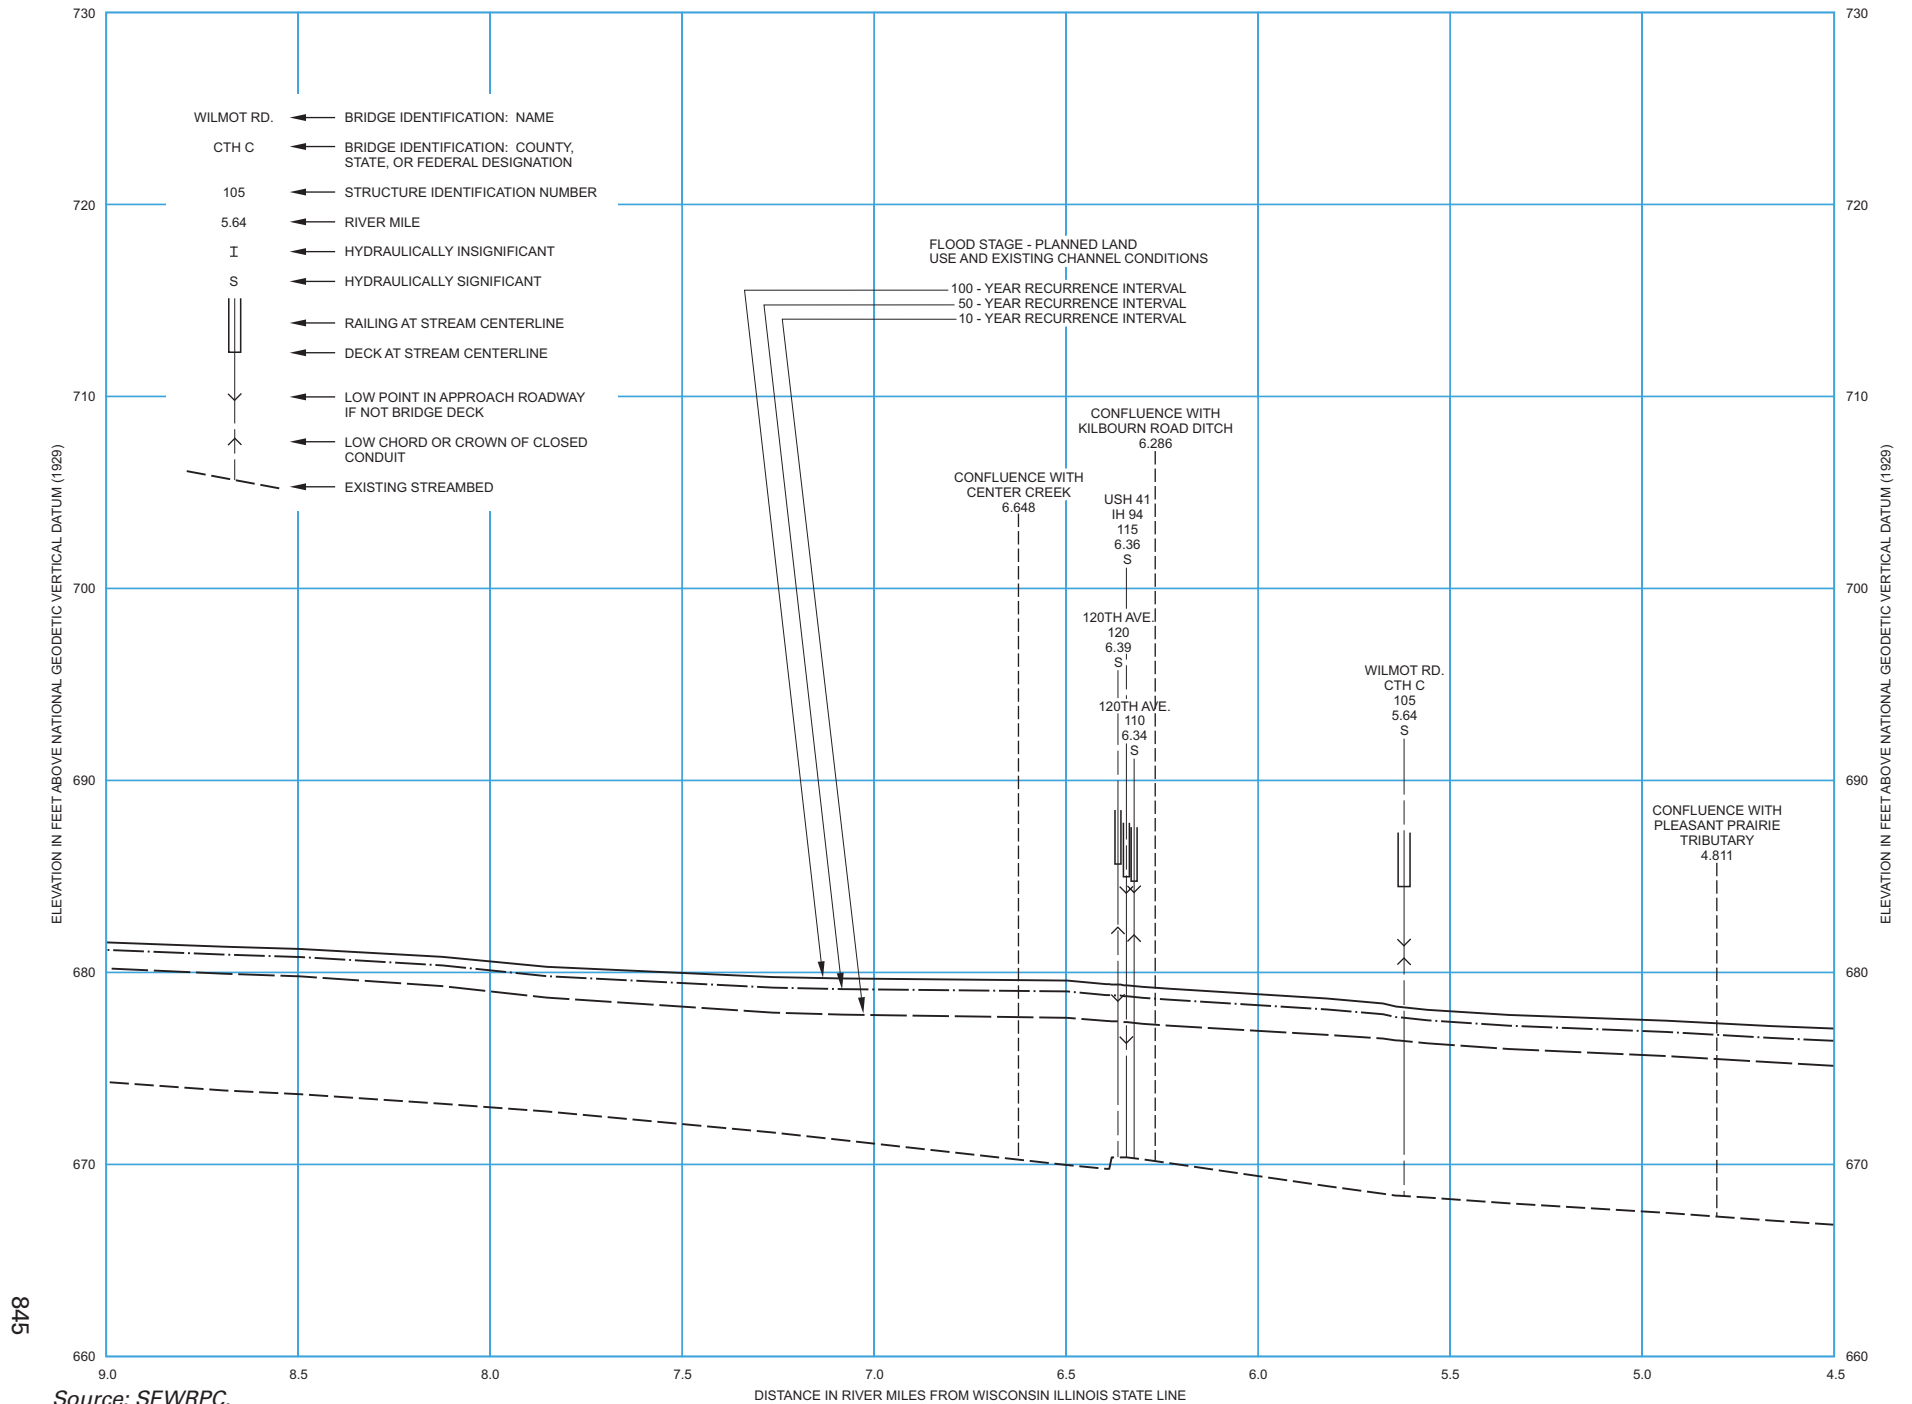 730
730
WILMOT RD.
BRIDGE IDENTIFICATION: NAME
CTH C
BRIDGE IDENTIFICATION: COUNTY,
STATE, OR FEDERAL DESIGNATION
105
STRUCTURE IDENTIFICATION NUMBER
720
720
5.64
RIVER MILE
I
HYDRAULICALLY INSIGNIFICANT
S
HYDRAULICALLY SIGNIFICANT
RAILING AT STREAM CENTERLINE
DECK AT STREAM CENTERLINE
LOW POINT IN APPROACH ROADWAY
IF NOT BRIDGE DECK
LOW CHORD OR CROWN OF CLOSED
CONDUIT
EXISTING STREAMBED
FLOOD STAGE - PLANNED LAND
USE AND EXISTING CHANNEL CONDITIONS
100 - YEAR RECURRENCE INTERVAL
50 - YEAR RECURRENCE INTERVAL
10 - YEAR RECURRENCE INTERVAL
710
710
CONFLUENCE WITH
KILBOURN ROAD DITCH
6.286
CONFLUENCE WITH
CENTER CREEK
6.648
USH 41
IH 94
115
6.36
S
700
700
120TH AVE.
120
6.39
S
120TH AVE.
110
6.34
S
WILMOT RD.
CTH C
105
5.64
S
690
690
CONFLUENCE WITH
PLEASANT PRAIRIE
TRIBUTARY
4.811
ELEVATION IN FEET ABOVE NATIONAL GEODETIC VERTICAL DATUM (1929)
ELEVATION IN FEET ABOVE NATIONAL GEODETIC VERTICAL DATUM (1929)
680
680
670
670
845
660
660
9.0
8.5
8.0
7.5
7.0
6.5
6.0
5.5
5.0
4.5
DISTANCE IN RIVER MILES FROM WISCONSIN ILLINOIS STATE LINE
Source: SEWRPC.